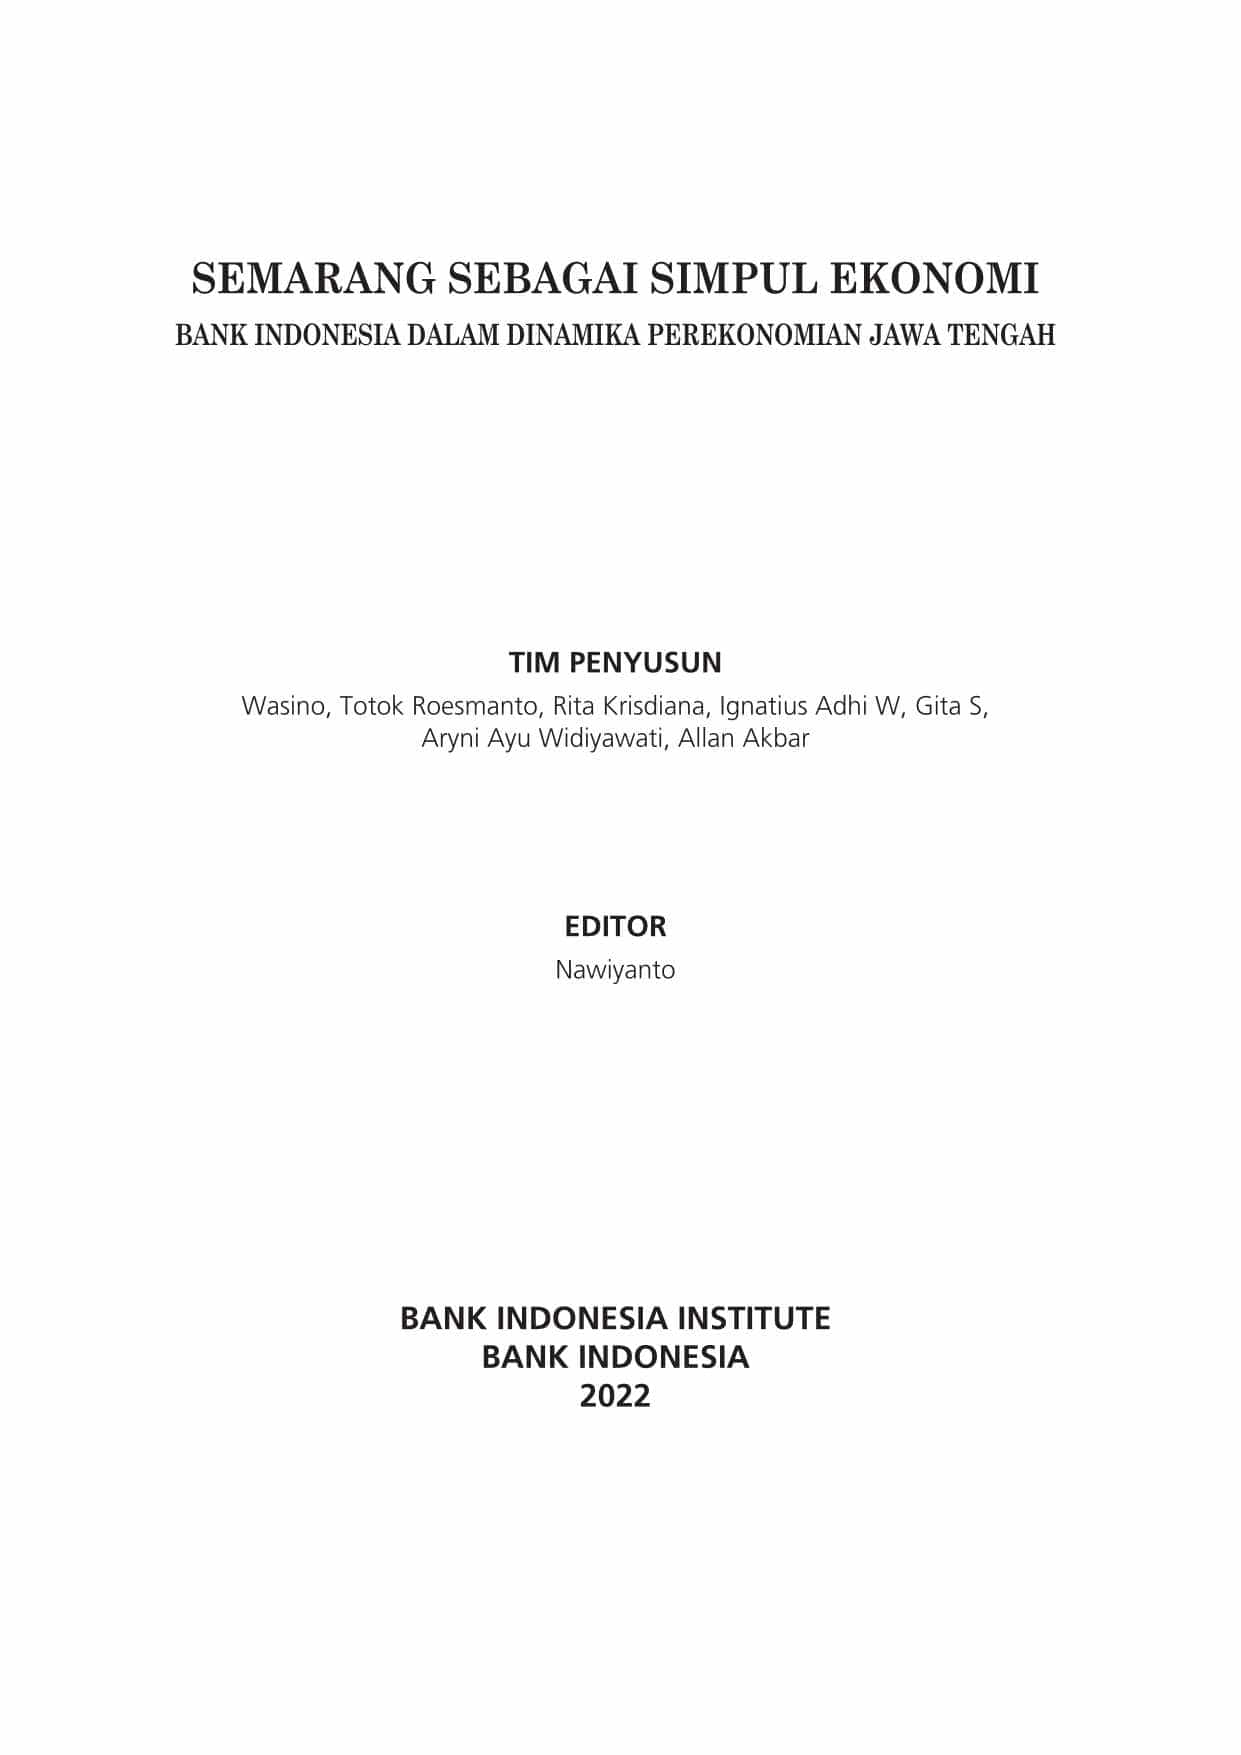 SEMARANG SEBAGAI SIMPUL EKONOMI
BANK INDONESIA DALAM DINAMIKA PEREKONOMIAN JAWA TENGAH
TIM PENYUSUN
Wasino, Totok Roesmanto, Rita Krisdiana, Ignatius Adhi W, Gita S,
Aryni Ayu Widiyawati, Allan Akbar
EDITOR
Nawiyanto
BANK INDONESIA INSTITUTE
BANK INDONESIA
2022